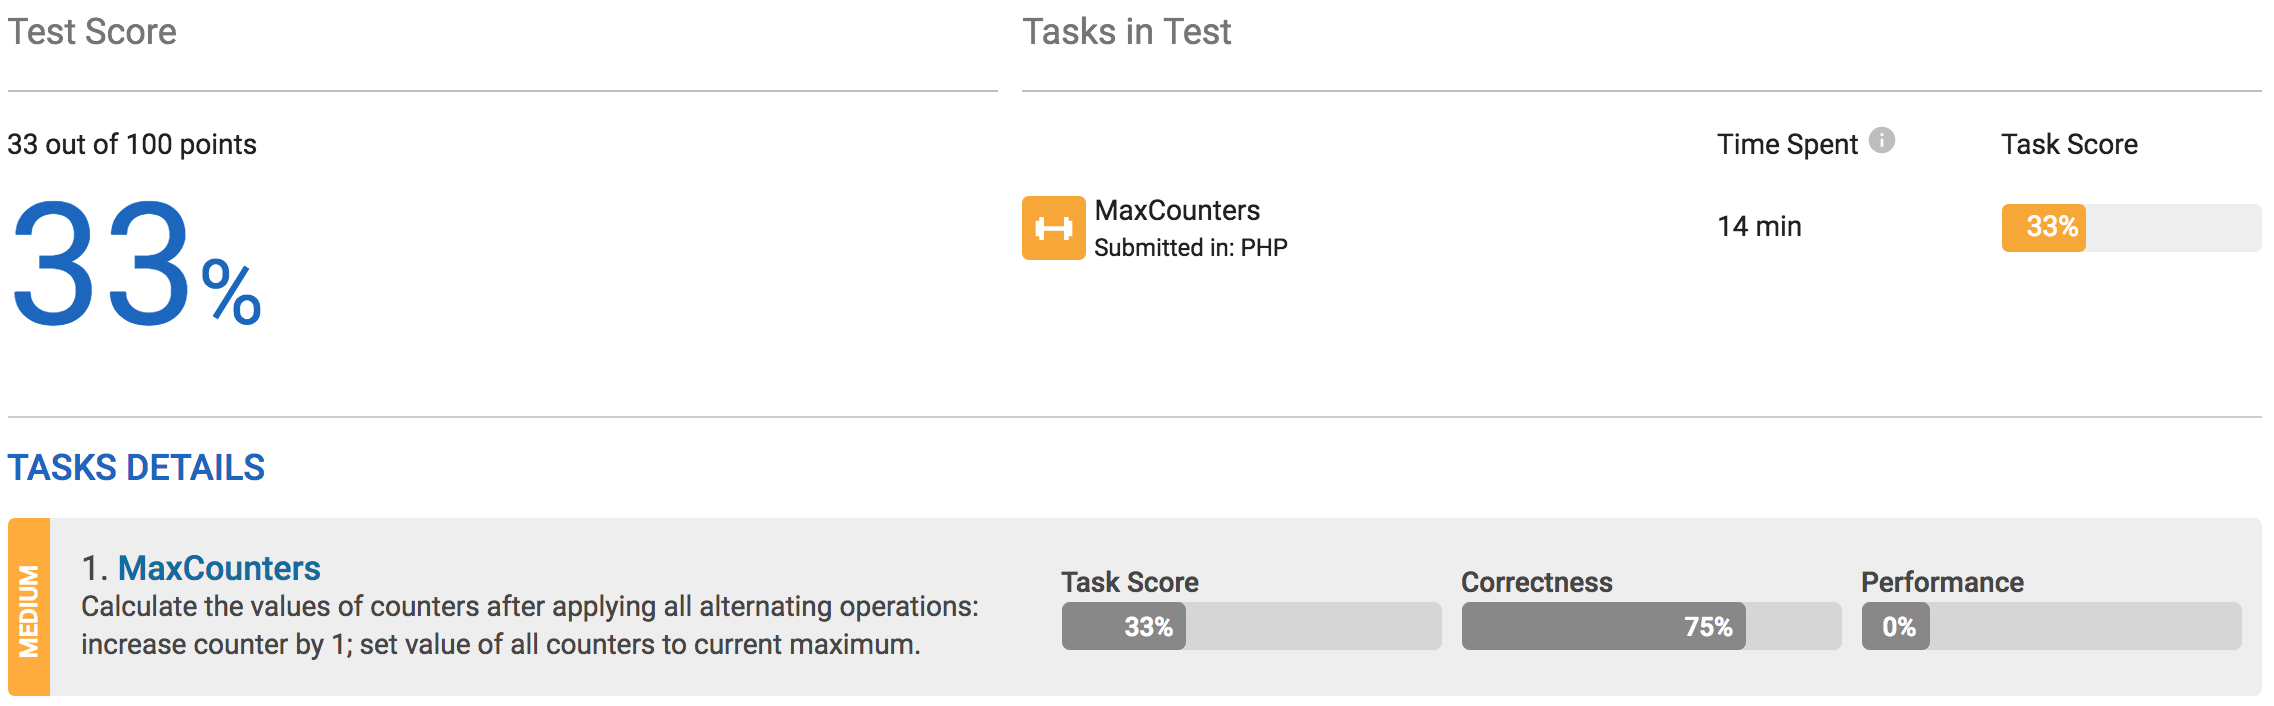 Test Score
33 out of 100 points
33%
Tasks in Test
Time Spent i
Task Score
MaxCounters
Submitted in: PHP
14 min
33%
TASKS DETAILS
MEDIUM
1. MaxCounters
Calculate the values of counters after applying all alternating operations:
increase counter by 1; set value of all counters to current maximum.
Task Score
33%
Correctness
75%
Performance
0%